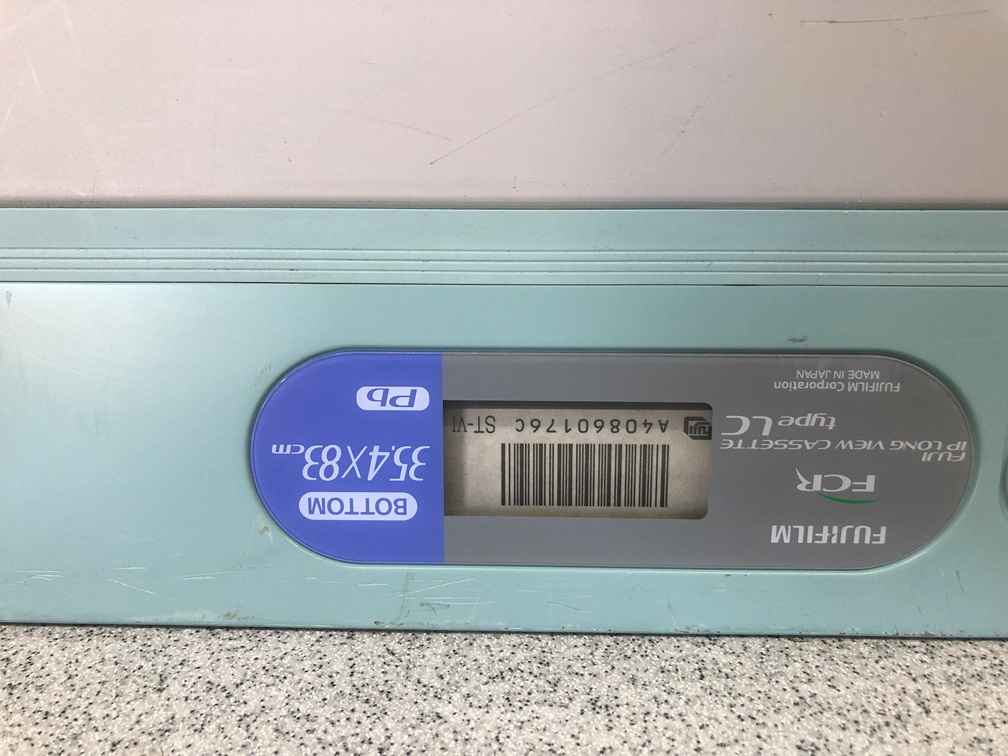 FUJIFILM
FCR
FUJI
IP LONG VIEW CASSETTE
type LC
FUJIFILM Corporation
MADE IN JAPAN
A40860176C ST-VI
BOTTOM
35.4X83cm
Pb